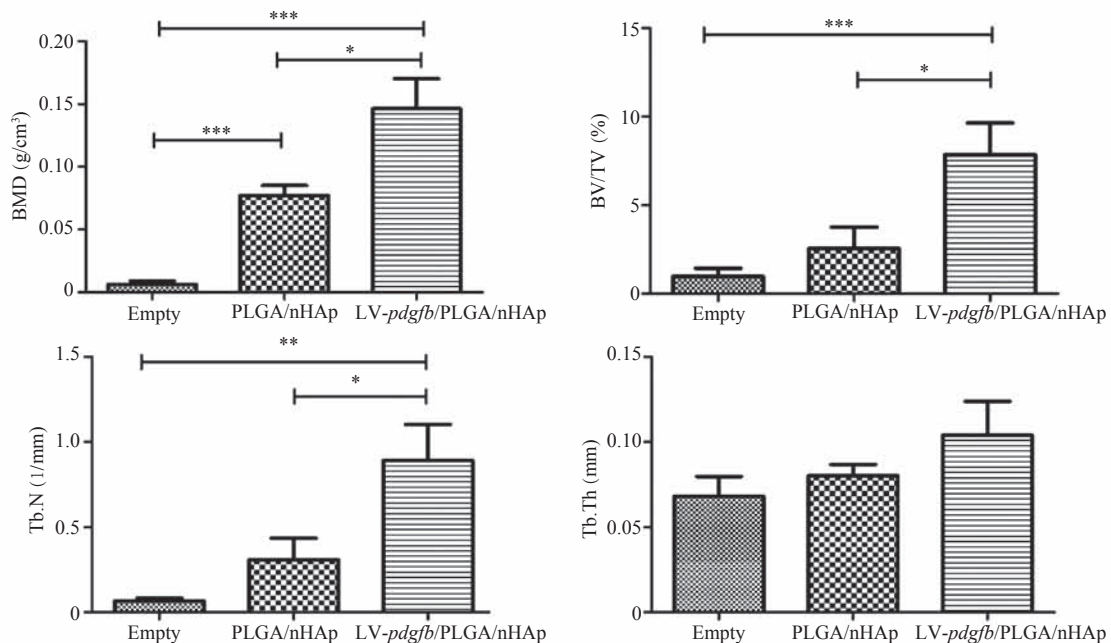 ***
*
***
0.20
0.15
0.10
0.05
0
BMD (g/cm³)
Empty
PLGA/nHAp
LV-pdgfb/PLGA/nHAp
***
*
15
10
5
0
BV/TV (%)
Empty
PLGA/nHAp
LV-pdgfb/PLGA/nHAp
**
*
1.5
1.0
0.5
0
Tb.N (1/mm)
Empty
PLGA/nHAp
LV-pdgfb/PLGA/nHAp
0.15
0.10
0.05
0
Tb.Th (mm)
Empty
PLGA/nHAp
LV-pdgfb/PLGA/nHAp